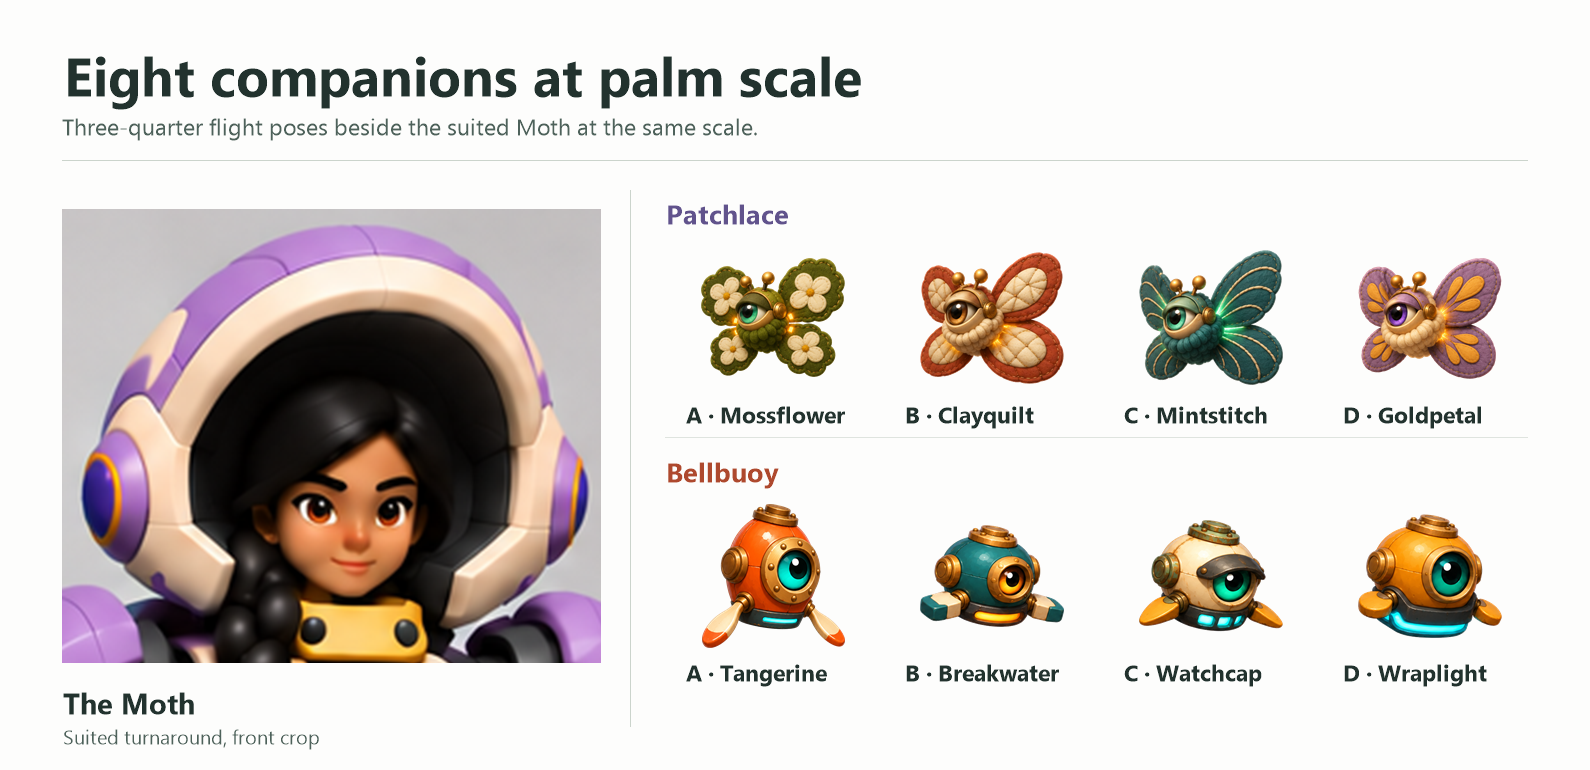 Eight companions at palm scale
Three-quarter flight poses beside the suited Moth at the same scale.
Patchlace
A · Mossflower
B · Clayquilt
C · Mintstitch
D · Goldpetal
Bellbuoy
A · Tangerine
B · Breakwater
C · Watchcap
D · Wraplight
The Moth
Suited turnaround, front crop